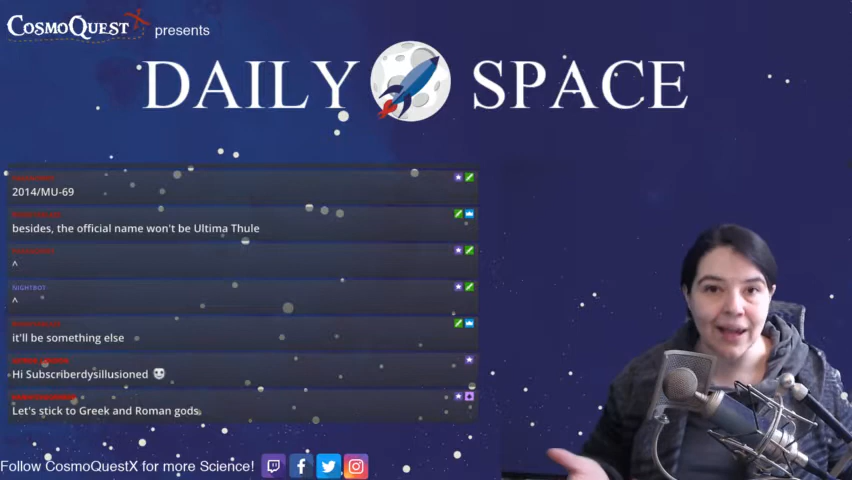 CosmoQuestX presents
DAILY SPACE
2014/MU-69
besides, the official name won't be Ultima Thule
^
NIGHTBOT
^
it'll be something else
Hi Subscriberdysillusioned
Let's stick to Greek and Roman gods.
Follow CosmoQuestX for more Science!